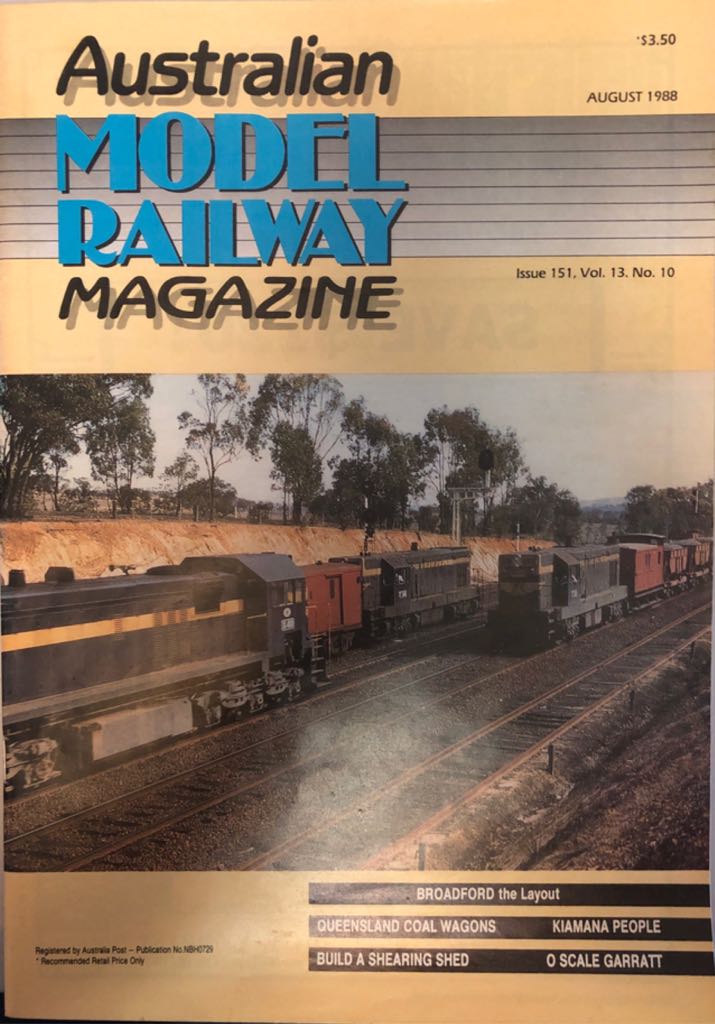 *$3.50
Australian
AUGUST 1988
MODEL
RAILWAY
Issue 151, Vol. 13. No. 10
MAGAZINE
BROADFORD the Layout
QUEENSLAND COAL WAGONS KIAMANA PEOPLE
BUILD A SHEARING SHED O SCALE GARRATT
Registered by Australia Post – Publication No.NBH0729
* Recommended Retail Price Only